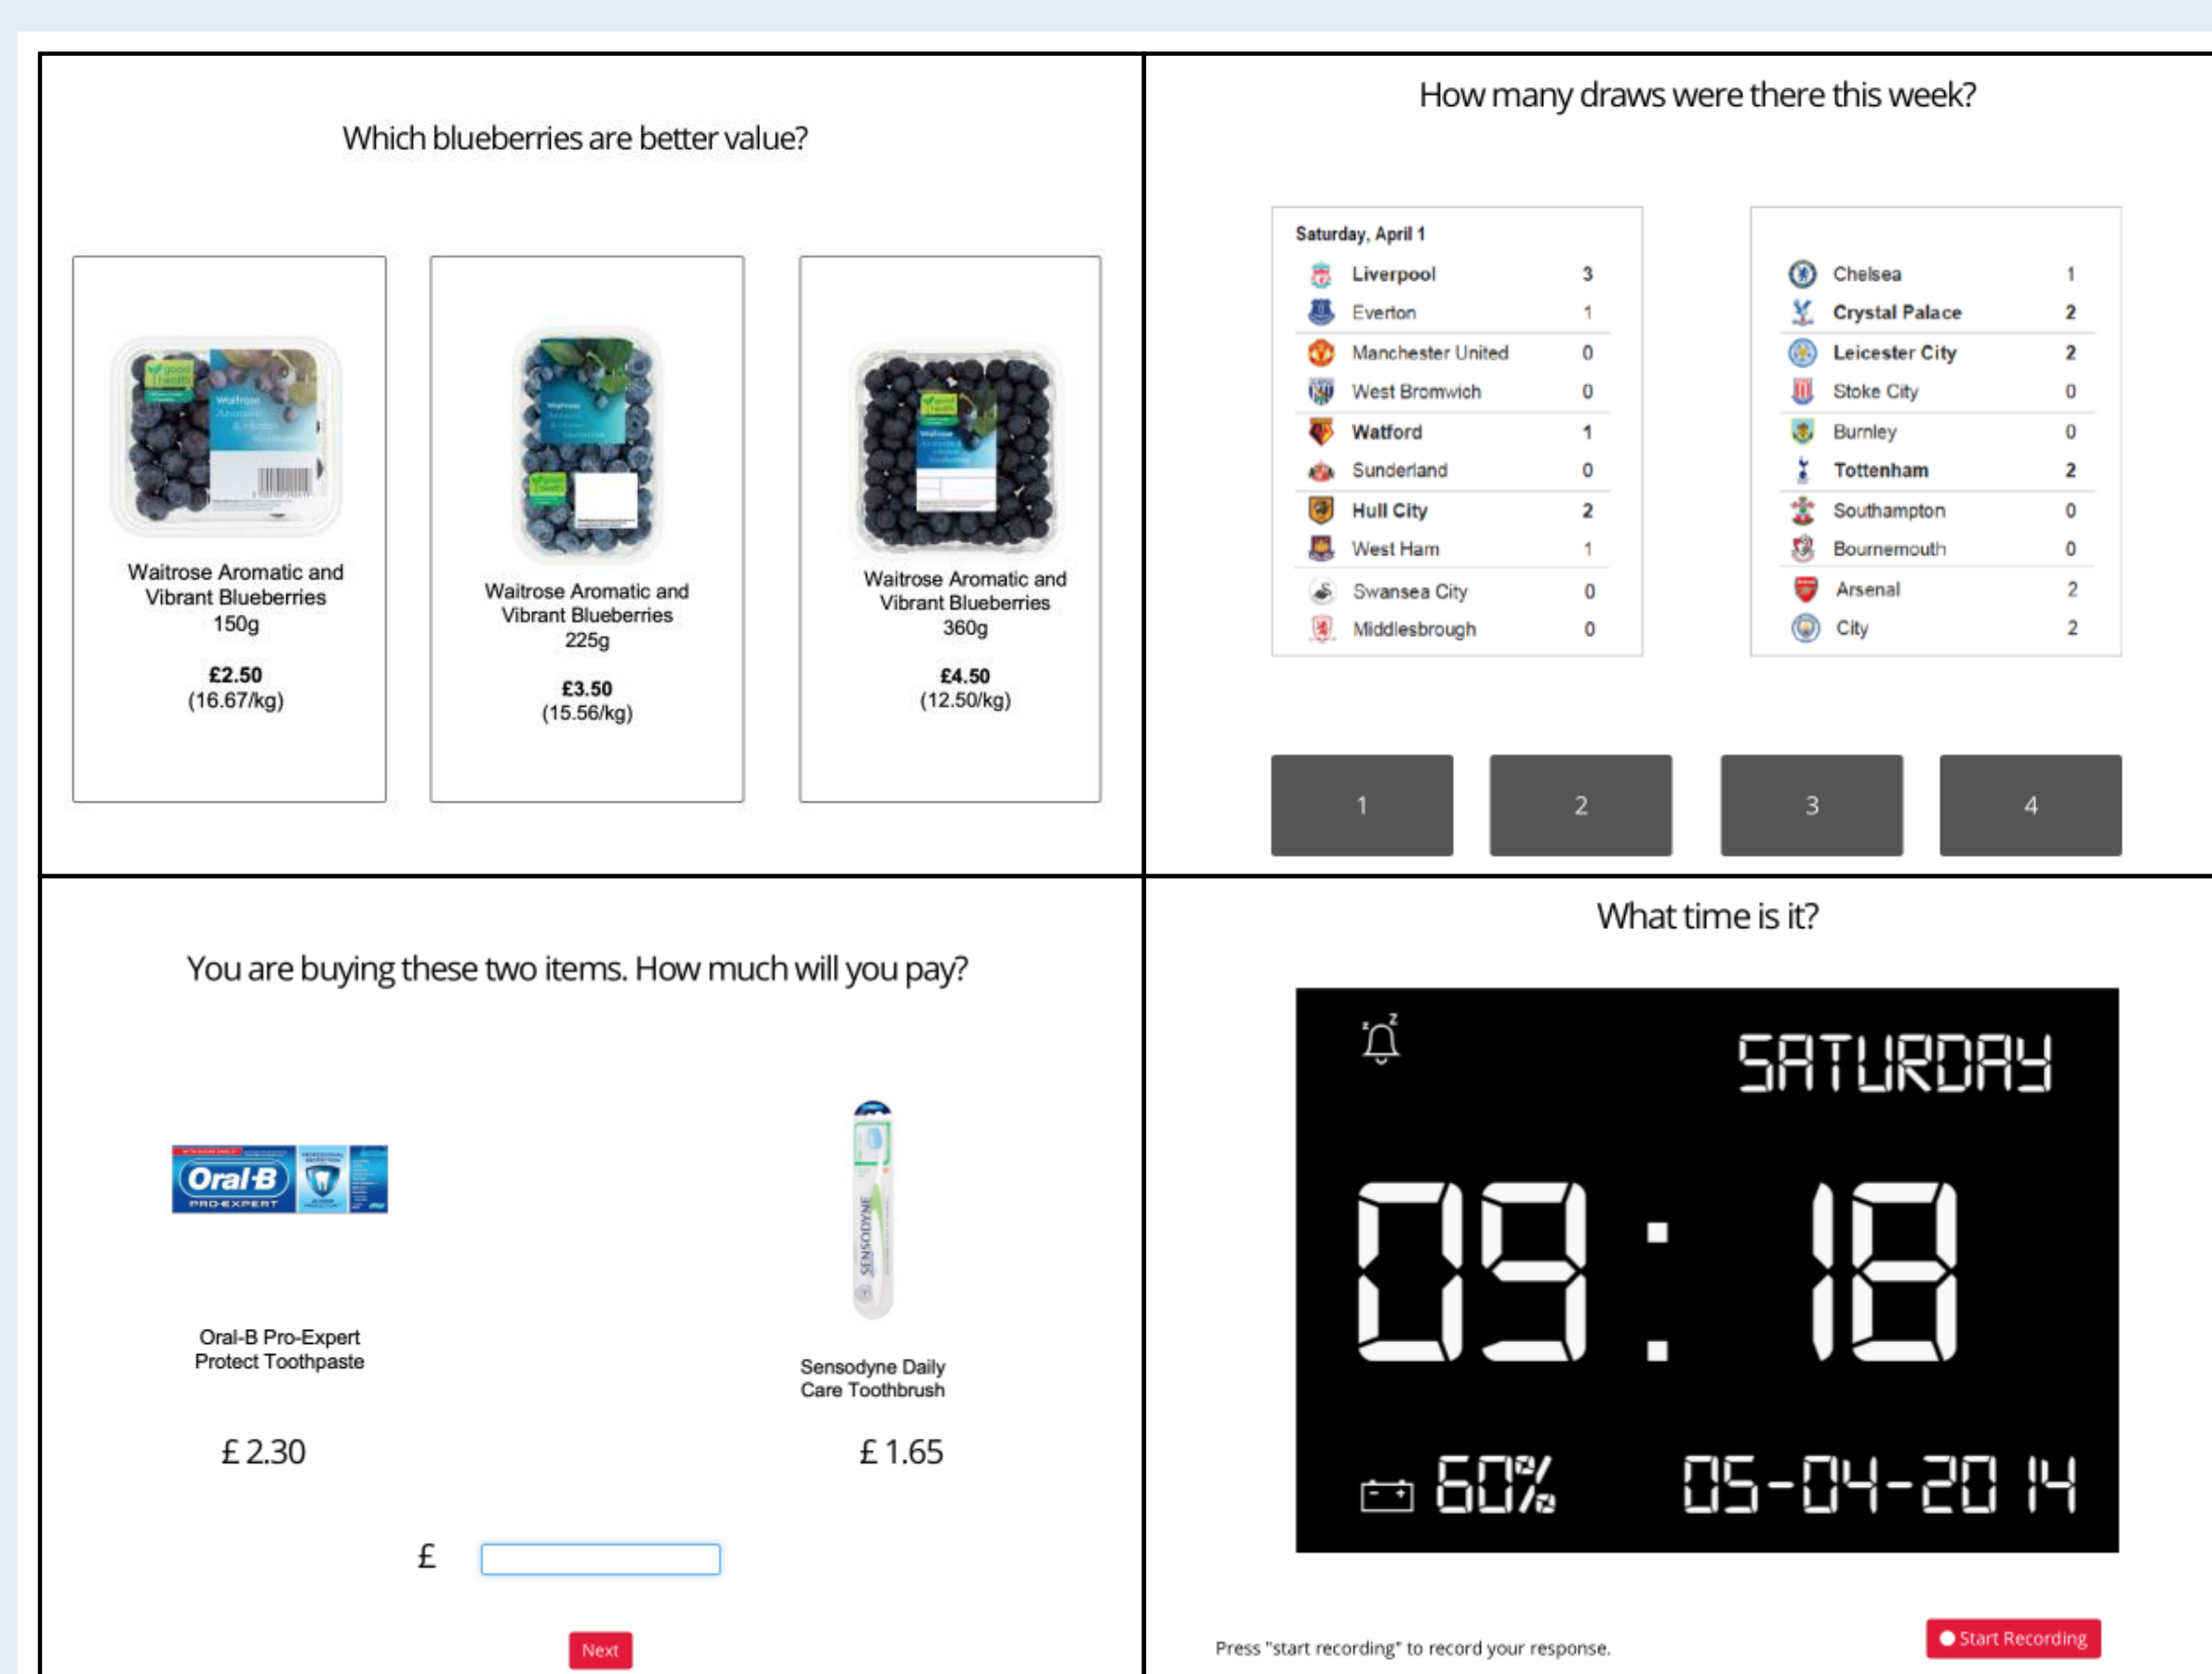 Which blueberries are better value?
good
health
Waitrose
Waitrose Aromatic and
Vibrant Blueberries
150g
£2.50
(16.67/kg)
Waitrose
Waitrose Aromatic and
Vibrant Blueberries
225g
£3.50
(15.56/kg)
Waitrose Aromatic and
Vibrant Blueberries
360g
£4.50
(12.50/kg)
How many draws were there this week?
Saturday, April 1
Liverpool 3
Everton 1
Manchester United 0
West Bromwich 0
Watford 1
Sunderland 0
Hull City 2
West Ham 1
Swansea City 0
Middlesbrough 0
Chelsea 1
Crystal Palace 2
Leicester City 2
Stoke City 0
Burnley 0
Tottenham 2
Southampton 0
Bournemouth 0
Arsenal 2
City 2
1 2 3 4
You are buying these two items. How much will you pay?
Oral-B
PRO-EXPERT
Oral-B Pro-Expert
Protect Toothpaste
£ 2.30
SENSODYNE
Sensodyne Daily
Care Toothbrush
£ 1.65
£
Next
What time is it?
z z
SATURDAY
09:18
60% 05-04-2014
Press "start recording" to record your response.
Start Recording